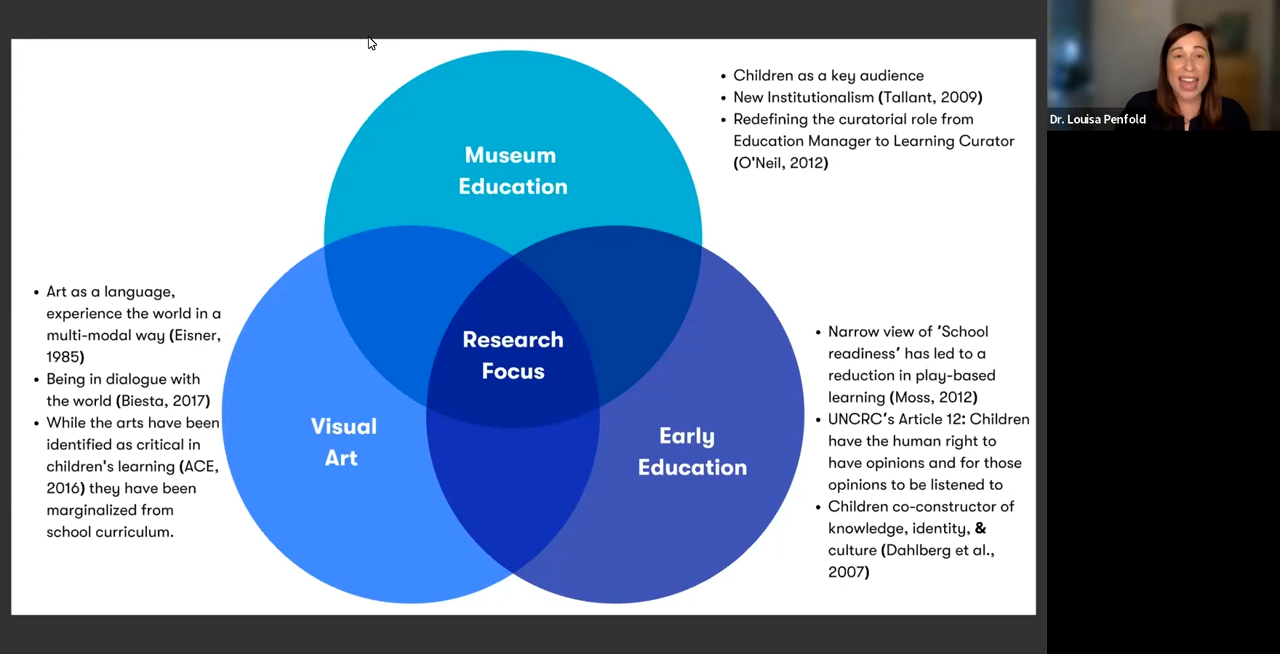 Museum
Education
• Children as a key audience
• New Institutionalism (Tallant, 2009)
• Redefining the curatorial role from
Education Manager to Learning Curator
(O'Neil, 2012)
Dr. Louisa Penfold
• Art as a language,
experience the world in a
multi-modal way (Eisner,
1985)
• Being in dialogue with
the world (Biesta, 2017)
• While the arts have been
identified as critical in
children's learning (ACE,
2016) they have been
marginalized from
school curriculum.
Research
Focus
Visual
Art
Early
Education
• Narrow view of ‘School
readiness’ has led to a
reduction in play-based
learning (Moss, 2012)
• UNCRC’s Article 12: Children
have the human right to
have opinions and for those
opinions to be listened to
• Children co-constructor of
knowledge, identity, &
culture (Dahlberg et al.,
2007)